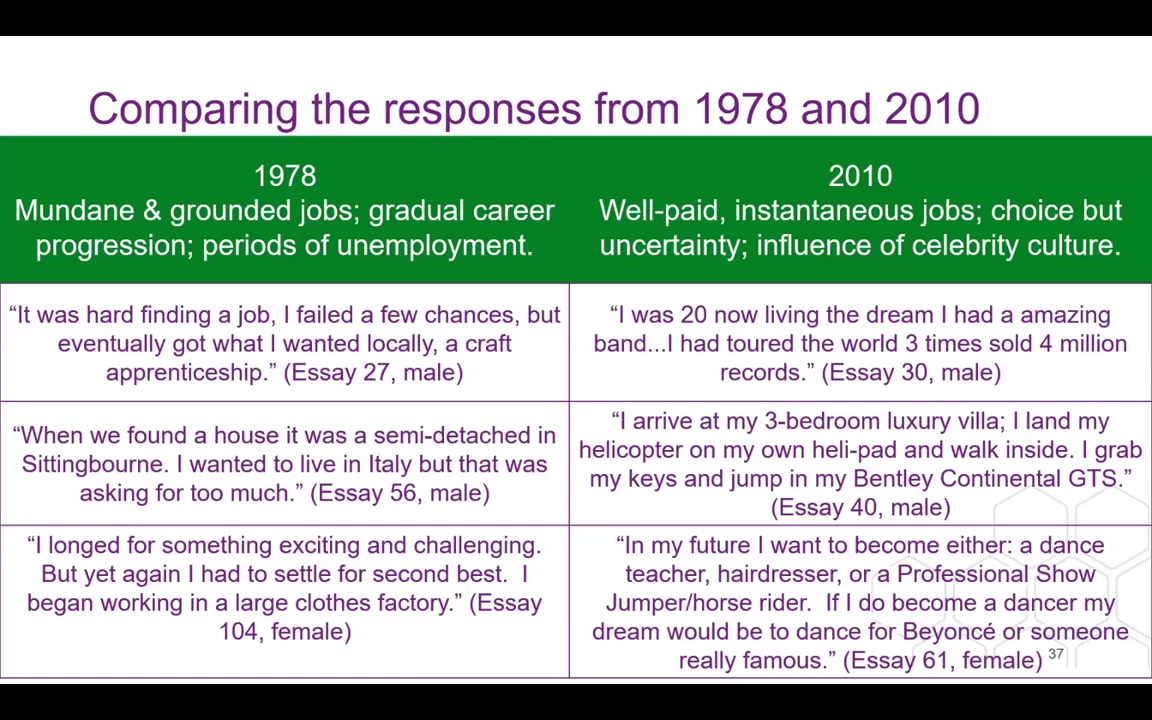 Comparing the responses from 1978 and 2010
1978
Mundane & grounded jobs; gradual career
progression; periods of unemployment.
2010
Well-paid, instantaneous jobs; choice but
uncertainty; influence of celebrity culture.
“It was hard finding a job, I failed a few chances, but
eventually got what I wanted locally, a craft
apprenticeship.” (Essay 27, male)
“I was 20 now living the dream I had a amazing
band...I had toured the world 3 times sold 4 million
records.” (Essay 30, male)
“When we found a house it was a semi-detached in
Sittingbourne. I wanted to live in Italy but that was
asking for too much.” (Essay 56, male)
“I arrive at my 3-bedroom luxury villa; I land my
helicopter on my own heli-pad and walk inside. I grab
my keys and jump in my Bentley Continental GTS.”
(Essay 40, male)
“I longed for something exciting and challenging.
But yet again I had to settle for second best.  I
began working in a large clothes factory.” (Essay
104, female)
“In my future I want to become either: a dance
teacher, hairdresser, or a Professional Show
Jumper/horse rider.  If I do become a dancer my
dream would be to dance for Beyoncé or someone
really famous.” (Essay 61, female)
37